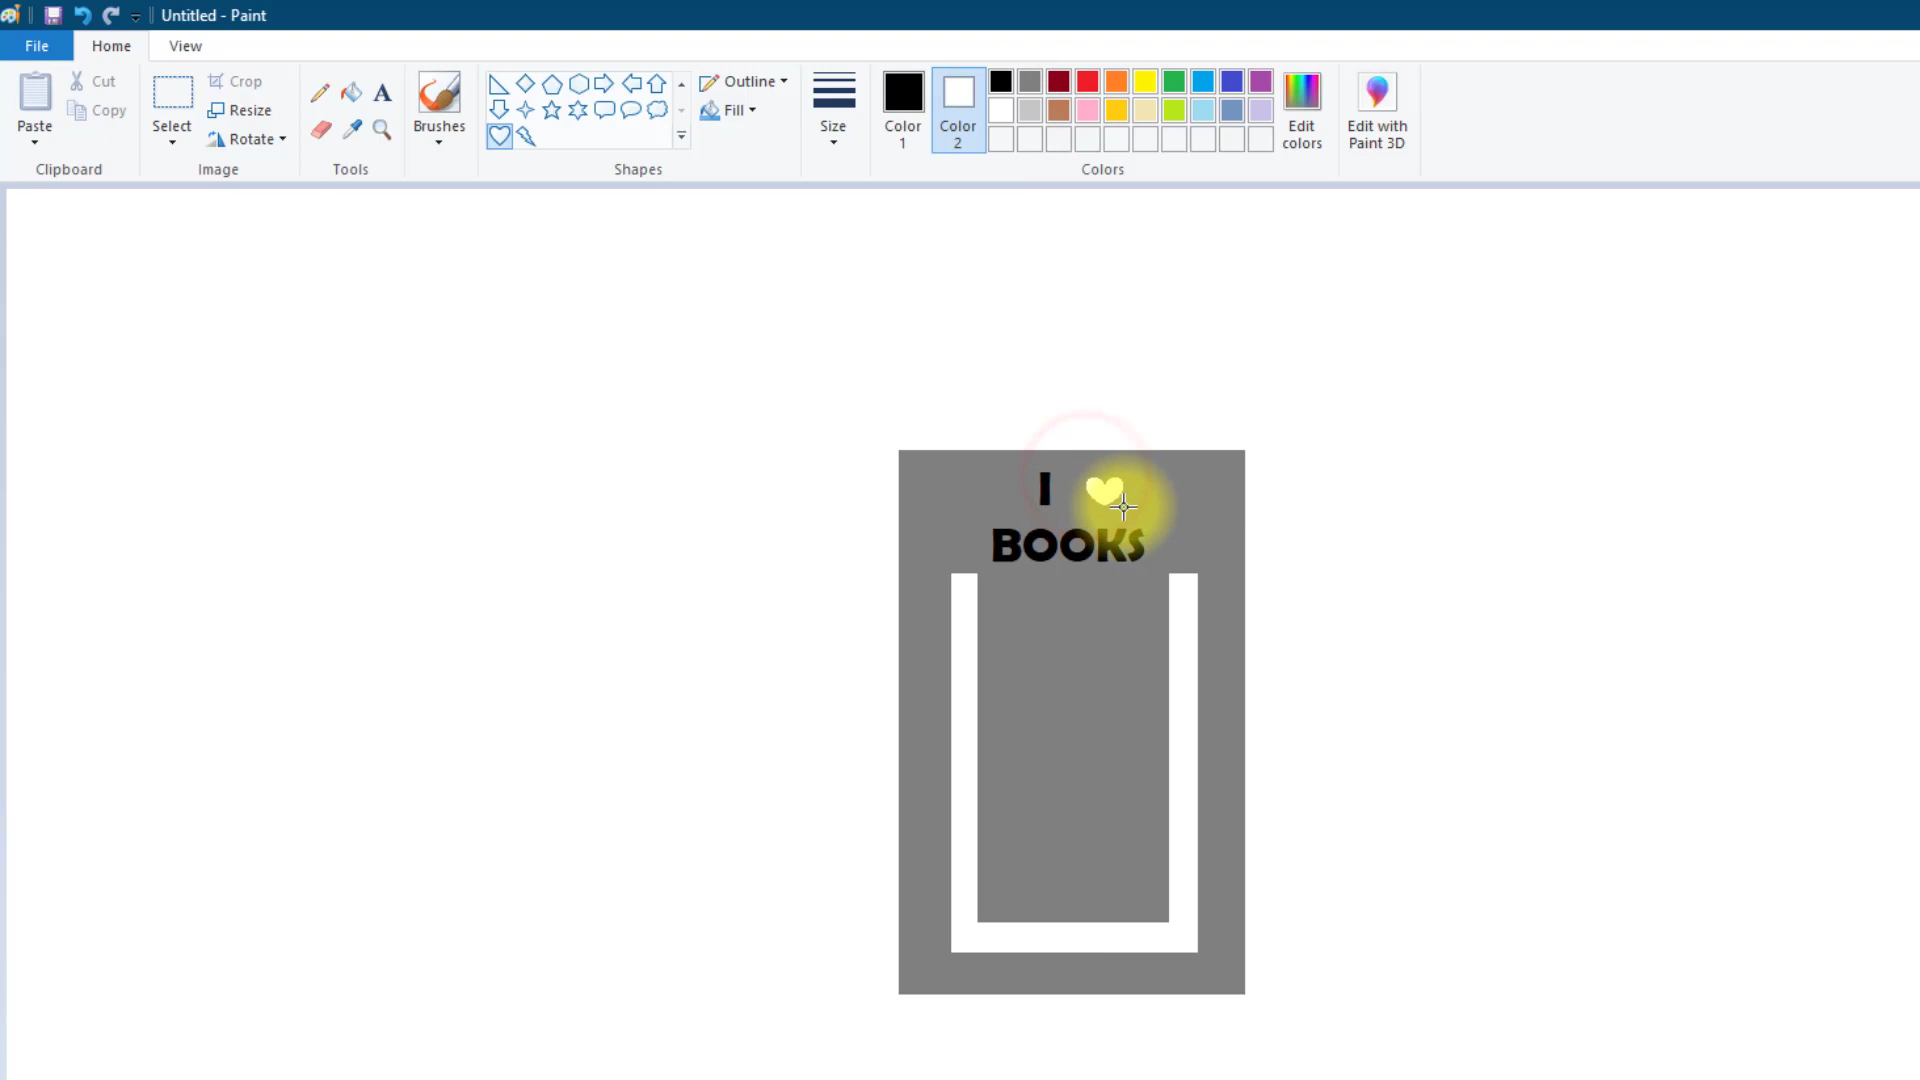 Untitled - Paint
File Home View
Paste Cut Copy
Clipboard
Select Crop Resize Rotate
Image
Tools
Brushes
Outline Fill
Shapes
Size
Color 1
Color 2
Edit colors
Colors
Edit with Paint 3D
A
I
BOOKS